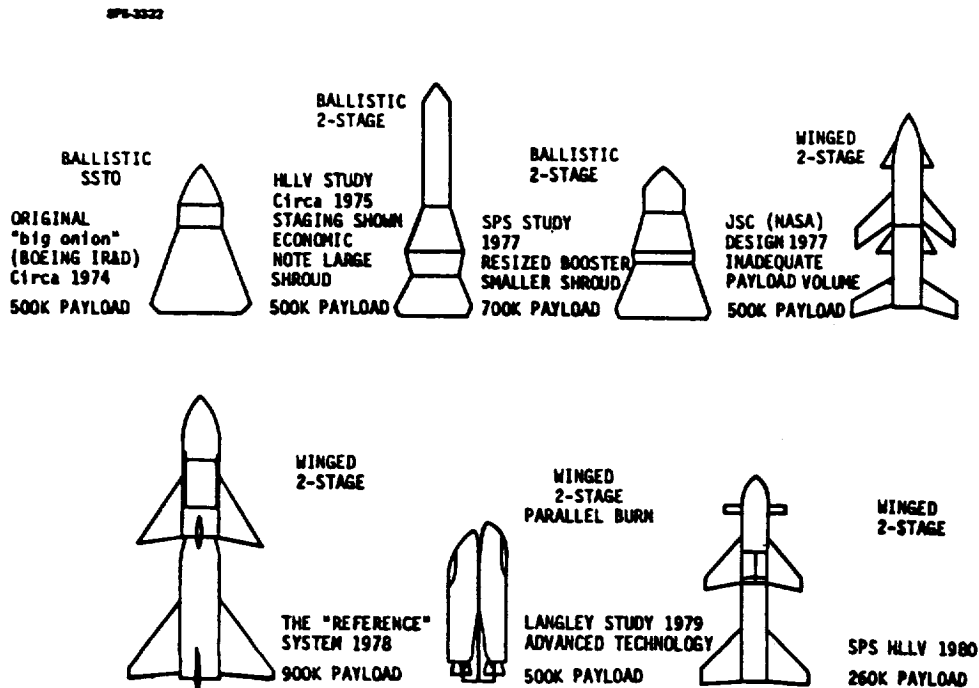 SPS-3322
BALLISTIC
SSTO
ORIGINAL
"big onion"
(BOEING IR&D)
Circa 1974
500K PAYLOAD
BALLISTIC
2-STAGE
HLLV STUDY
Circa 1975
STAGING SHOWN
ECONOMIC
NOTE LARGE
SHROUD
500K PAYLOAD
BALLISTIC
2-STAGE
SPS STUDY
1977
RESIZED BOOSTER
SMALLER SHROUD
700K PAYLOAD
WINGED
2-STAGE
JSC (NASA)
DESIGN 1977
INADEQUATE
PAYLOAD VOLUME
500K PAYLOAD
WINGED
2-STAGE
THE "REFERENCE"
SYSTEM 1978
900K PAYLOAD
WINGED
2-STAGE
PARALLEL BURN
LANGLEY STUDY 1979
ADVANCED TECHNOLOGY
500K PAYLOAD
WINGED
2-STAGE
SPS HLLV 1980
260K PAYLOAD